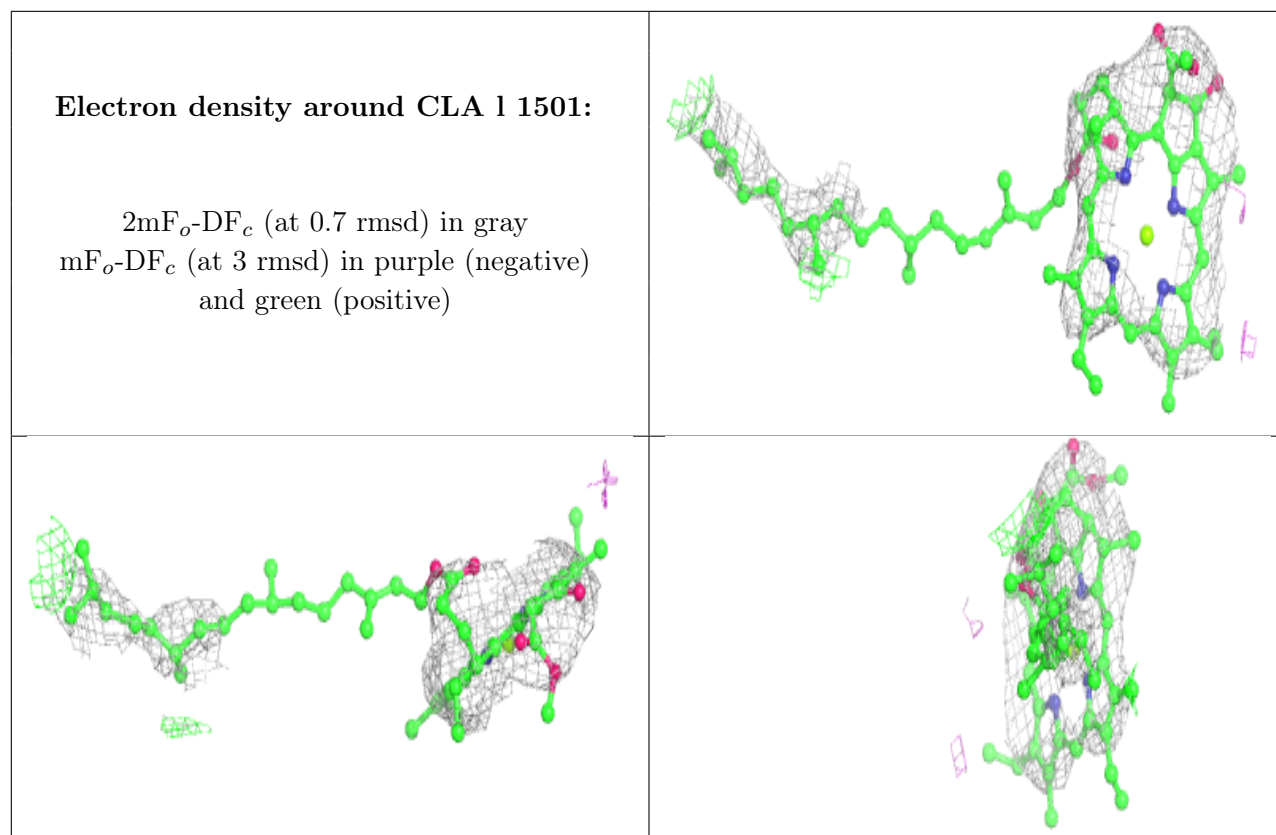 Electron density around CLA l 1501:
2mFo-DFc (at 0.7 rmsd) in gray
mFo-DFc (at 3 rmsd) in purple (negative)
and green (positive)